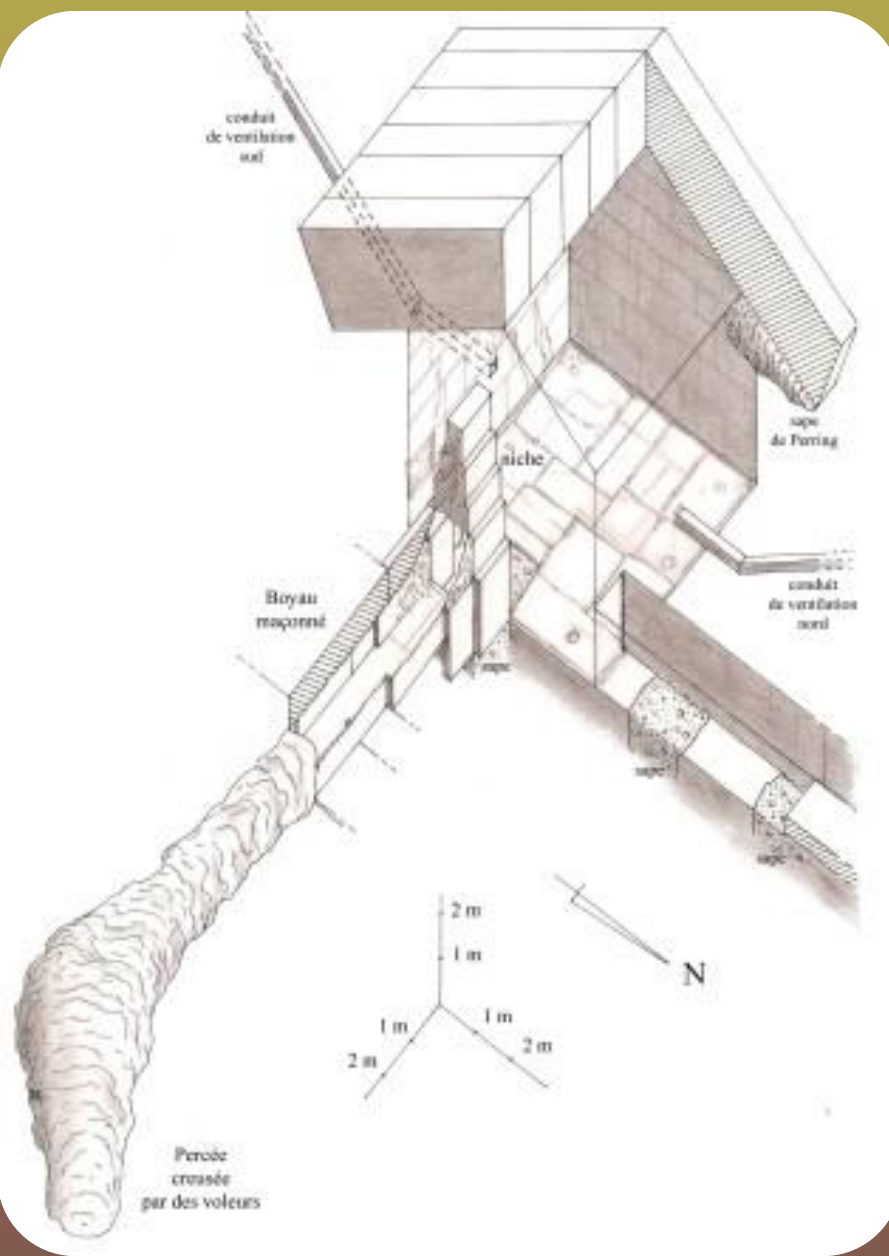 conduit
de ventilation
sud
sape
de Perring
niche
conduit
de ventilation
nord
Boyau
maçonné
sape
sape
sape
2 m
1 m
N
1 m
1 m
2 m
2 m
Percée
creusée
par des voleurs